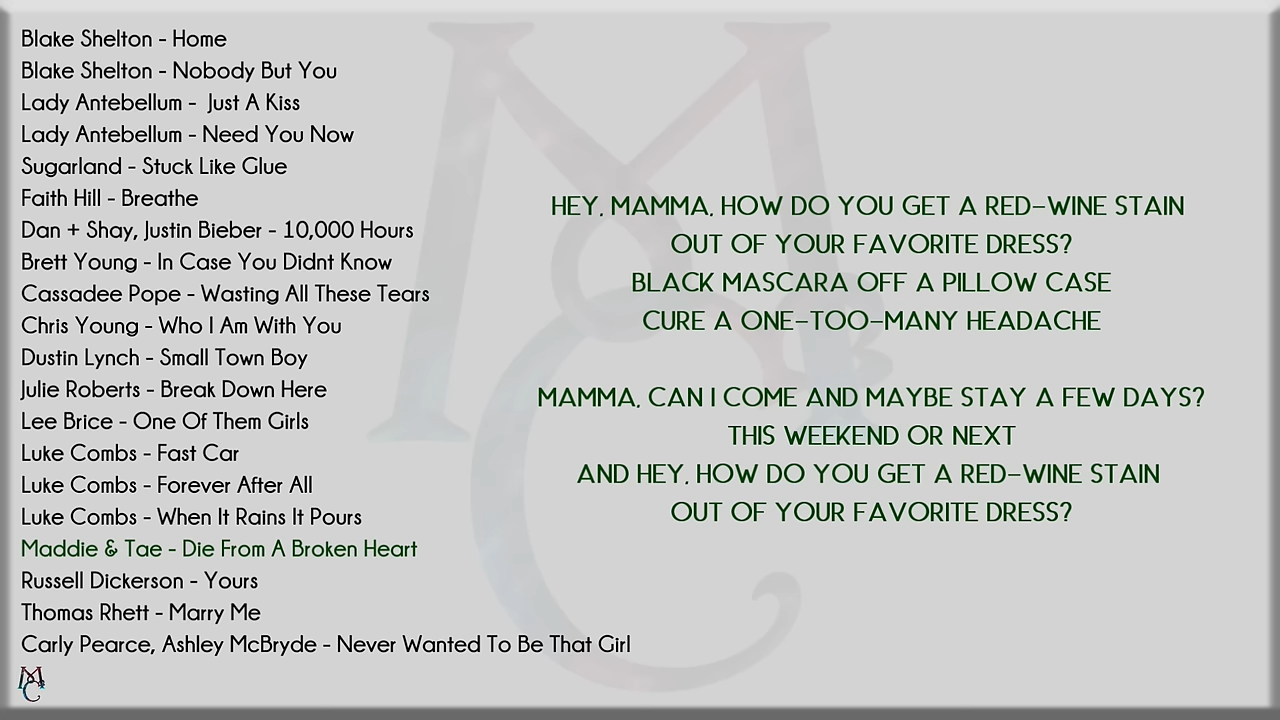 Blake Shelton - Home
Blake Shelton - Nobody But You
Lady Antebellum -  Just A Kiss
Lady Antebellum - Need You Now
Sugarland - Stuck Like Glue
Faith Hill - Breathe
Dan + Shay, Justin Bieber - 10,000 Hours
Brett Young - In Case You Didnt Know
Cassadee Pope - Wasting All These Tears
Chris Young - Who I Am With You
Dustin Lynch - Small Town Boy
Julie Roberts - Break Down Here
Lee Brice - One Of Them Girls
Luke Combs - Fast Car
Luke Combs - Forever After All
Luke Combs - When It Rains It Pours
Maddie & Tae - Die From A Broken Heart
Russell Dickerson - Yours
Thomas Rhett - Marry Me
Carly Pearce, Ashley McBryde - Never Wanted To Be That Girl
HEY, MAMMA, HOW DO YOU GET A RED-WINE STAIN
OUT OF YOUR FAVORITE DRESS?
BLACK MASCARA OFF A PILLOW CASE
CURE A ONE-TOO-MANY HEADACHE
MAMMA, CAN I COME AND MAYBE STAY A FEW DAYS?
THIS WEEKEND OR NEXT
AND HEY, HOW DO YOU GET A RED-WINE STAIN
OUT OF YOUR FAVORITE DRESS?